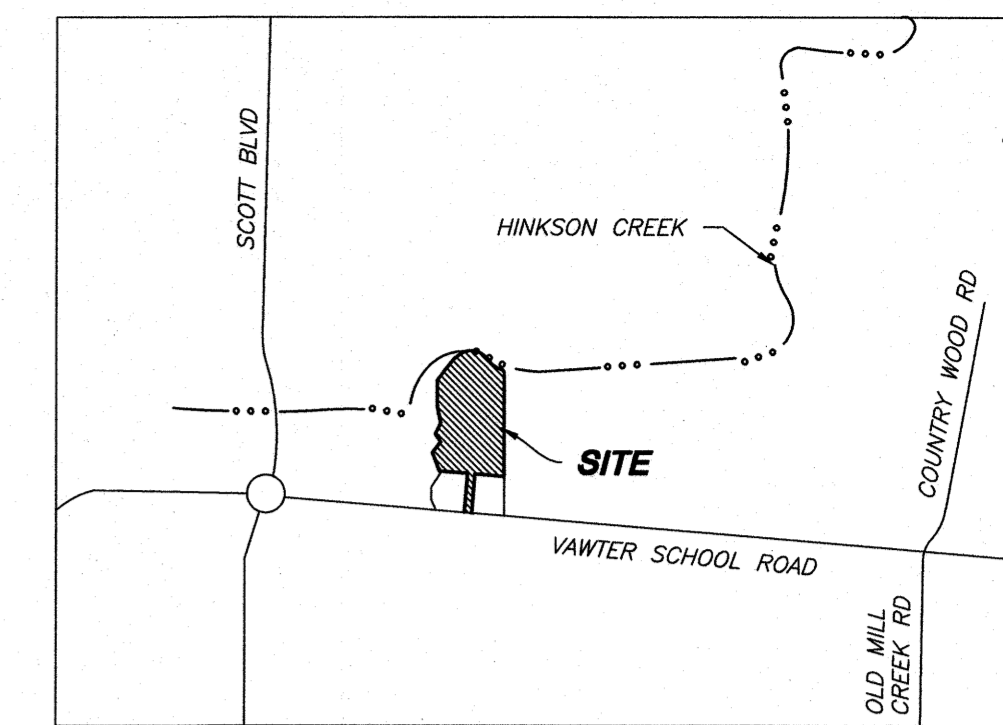 SCOTT BLVD
HINKSON CREEK
COUNTRY WOOD RD
SITE
VAWTER SCHOOL ROAD
OLD MILL
CREEK RD